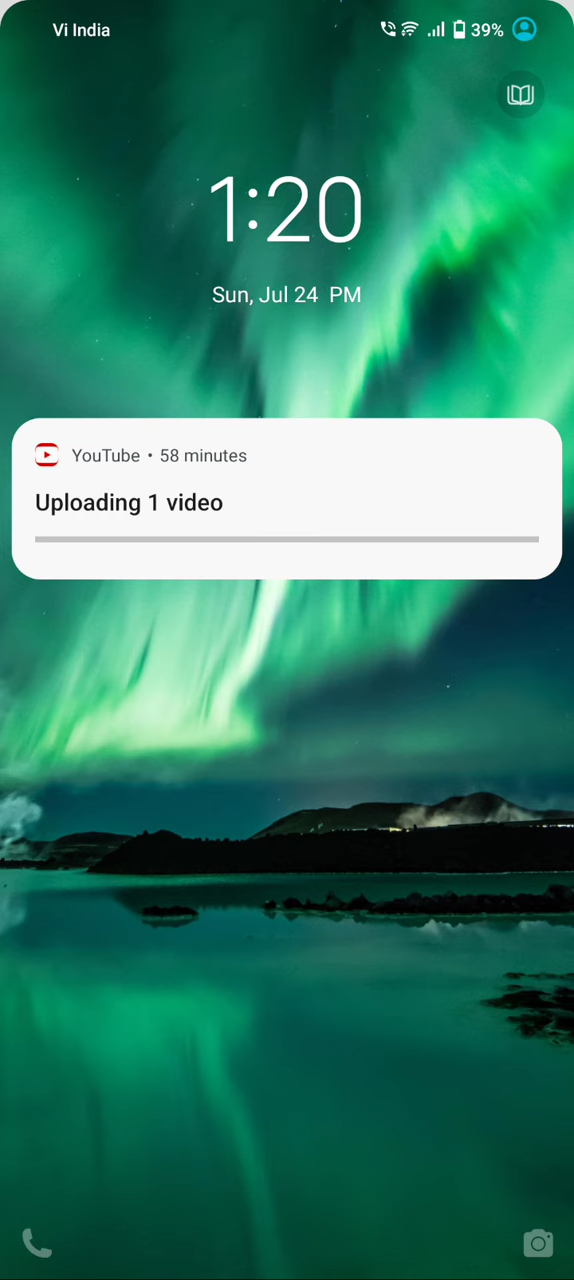 Vi India
39%
1:20
Sun, Jul 24 PM
YouTube • 58 minutes
Uploading 1 video